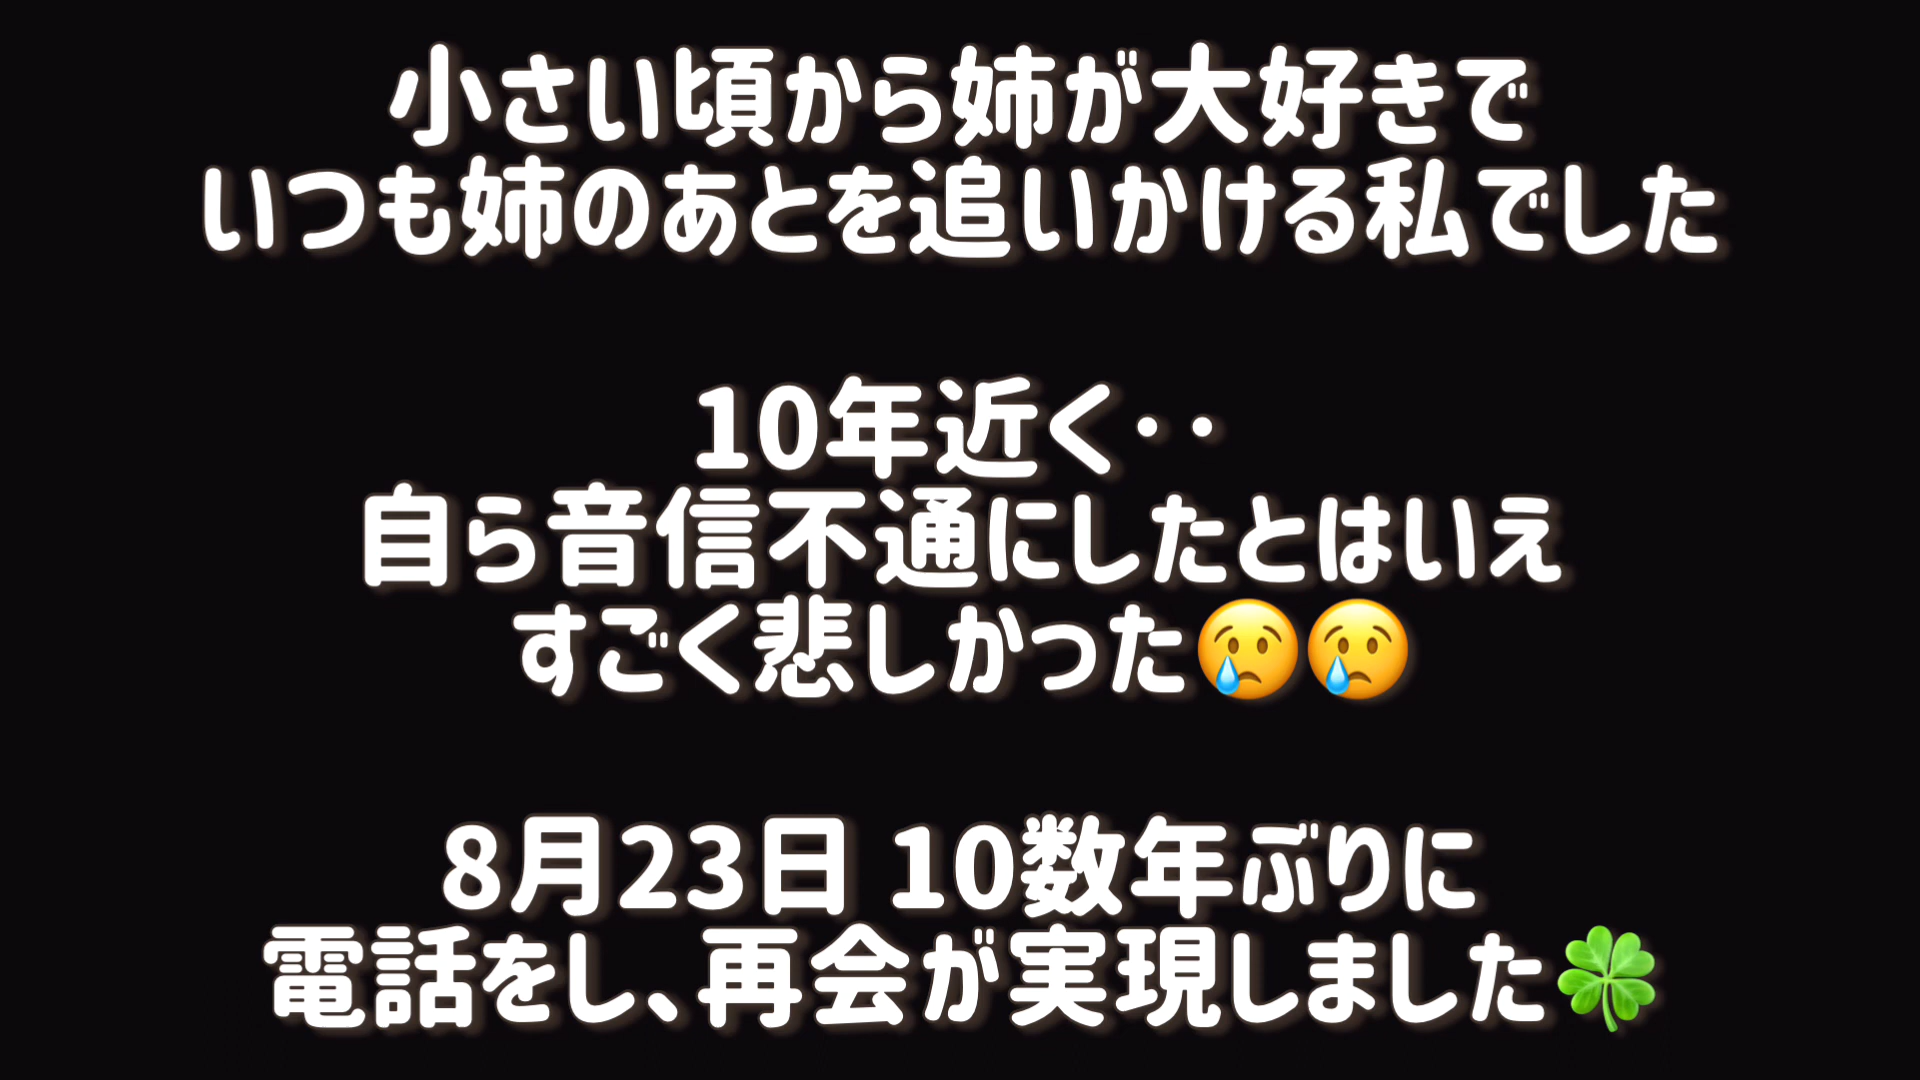 小さい頃から姉が大好きで
いつも姉のあとを追いかける私でした
10年近く‥
自ら音信不通にしたとはいえ
すごく悲しかった😢😢
8月23日 10数年ぶりに
電話をし、再会が実現しました🍀